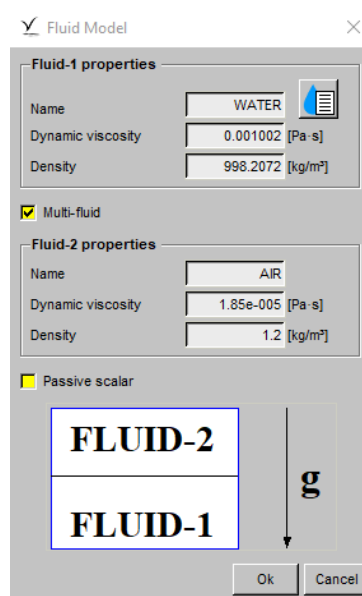 Fluid Model
Fluid-1 properties
Name WATER
Dynamic viscosity 0.001002 [Pa·s]
Density 998.2072 [kg/m³]
Multi-fluid
Fluid-2 properties
Name AIR
Dynamic viscosity 1.85e-005 [Pa·s]
Density 1.2 [kg/m³]
Passive scalar
FLUID-2
g
FLUID-1
Ok Cancel